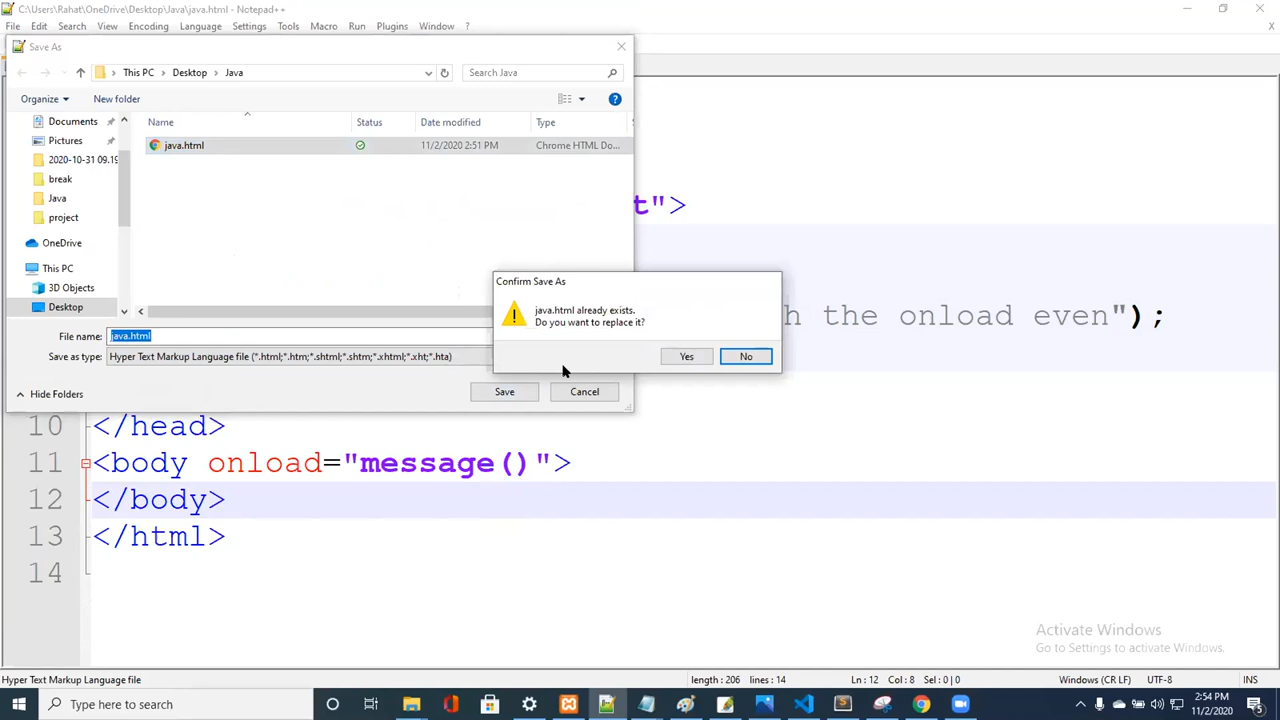 C:\Users\Rahat\OneDrive\Desktop\Java\java.html - Notepad++
File Edit Search View Encoding Language Settings Tools Macro Run Plugins Window ?
Save As
This PC > Desktop > Java
Search Java
Organize
New folder
Name Status Date modified Type
java.html 11/2/2020 2:51 PM Chrome HTML Do...
Documents
Pictures
2020-10-31 09.19
break
Java
project
OneDrive
This PC
3D Objects
Desktop
File name: java.html
Save as type: Hyper Text Markup Language file (*.html;*.htm;*.shtml;*.shtm;*.xhtml;*.xht;*.hta)
Hide Folders
Save
Cancel
Confirm Save As
java.html already exists.
Do you want to replace it?
Yes
No
t">
h the onload even");
10 </head>
11 <body onload="message()">
12 </body>
13 </html>
14
Activate Windows
Go to Settings to activate Windows.
Hyper Text Markup Language file length : 206 lines : 14 Ln : 12 Col : 8 Sel : 0 | 0 Windows (CR LF) UTF-8 INS
Type here to search
2:54 PM
11/2/2020